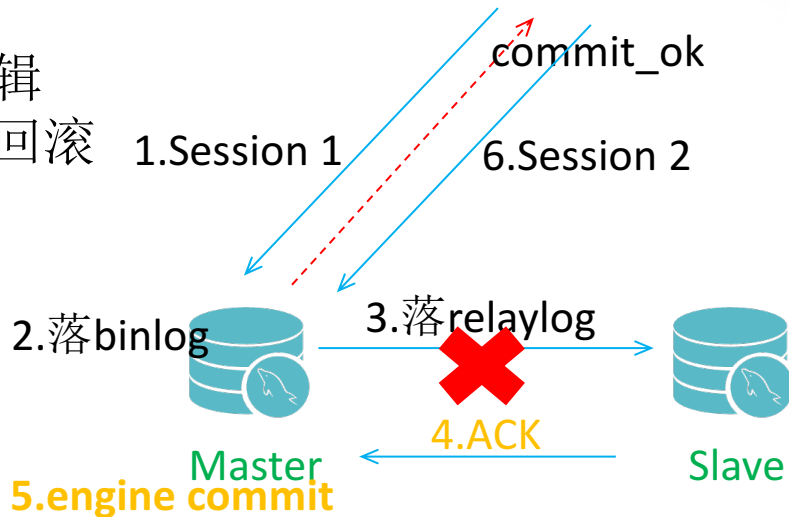 commit_ok
辑
回滚
1.Session 1
6.Session 2
2.落binlog
3.落relaylog
4.ACK
Master
Slave
5.engine commit